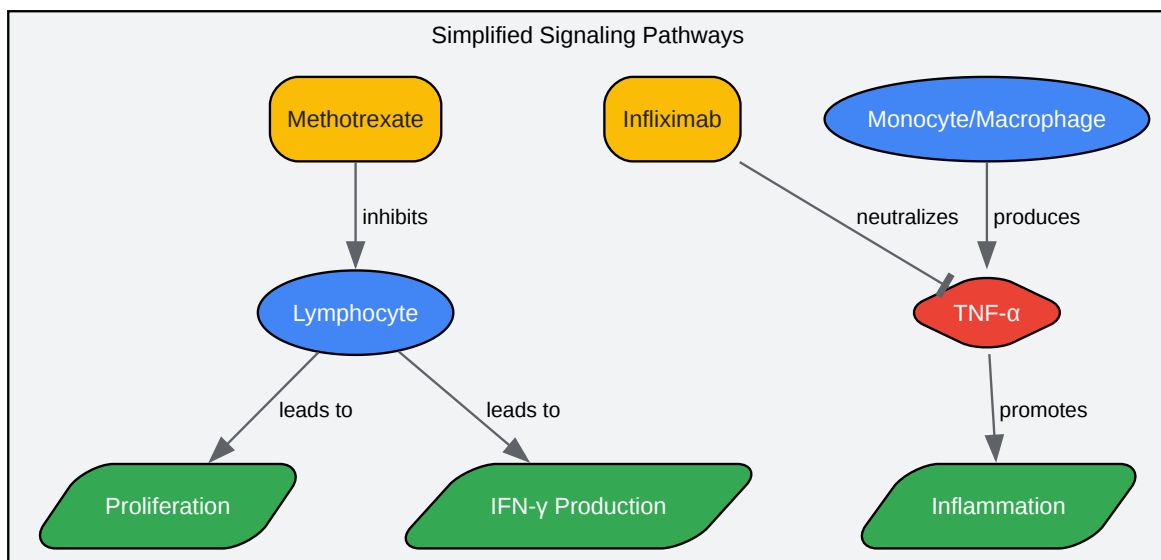 Simplified Signaling Pathways
Methotrexate
Infliximab
Monocyte/Macrophage
inhibits
neutralizes
produces
Lymphocyte
TNF-α
leads to
leads to
promotes
Proliferation
IFN-γ Production
Inflammation